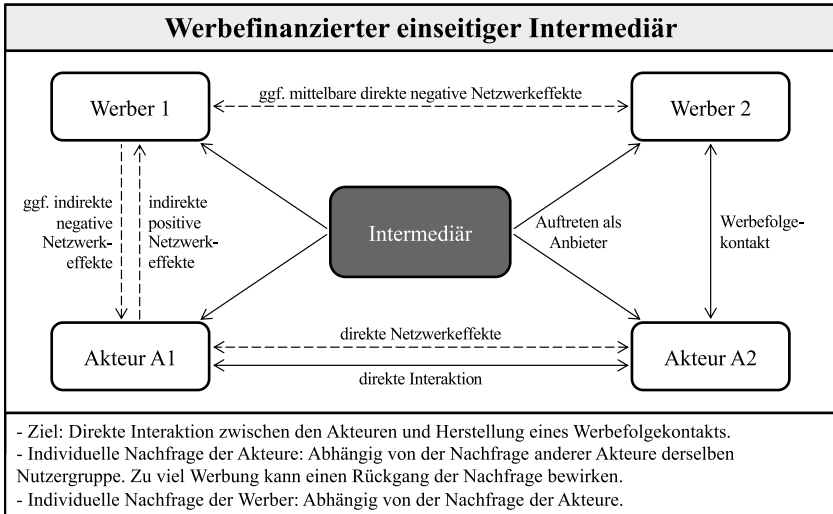 Werbefinanzierter einseitiger Intermediär
Werber 1
ggf. mittelbare direkte negative Netzwerkeffekte
Werber 2
ggf. indirekte
negative
Netzwerk-
effekte
indirekte
positive
Netzwerk-
effekte
Intermediär
Auftreten als
Anbieter
Werbefolge-
kontakt
Akteur A1
direkte Netzwerkeffekte
direkte Interaktion
Akteur A2
- Ziel: Direkte Interaktion zwischen den Akteuren und Herstellung eines Werbefolgekontakts.
- Individuelle Nachfrage der Akteure: Abhängig von der Nachfrage anderer Akteure derselben
Nutzergruppe. Zu viel Werbung kann einen Rückgang der Nachfrage bewirken.
- Individuelle Nachfrage der Werber: Abhängig von der Nachfrage der Akteure.